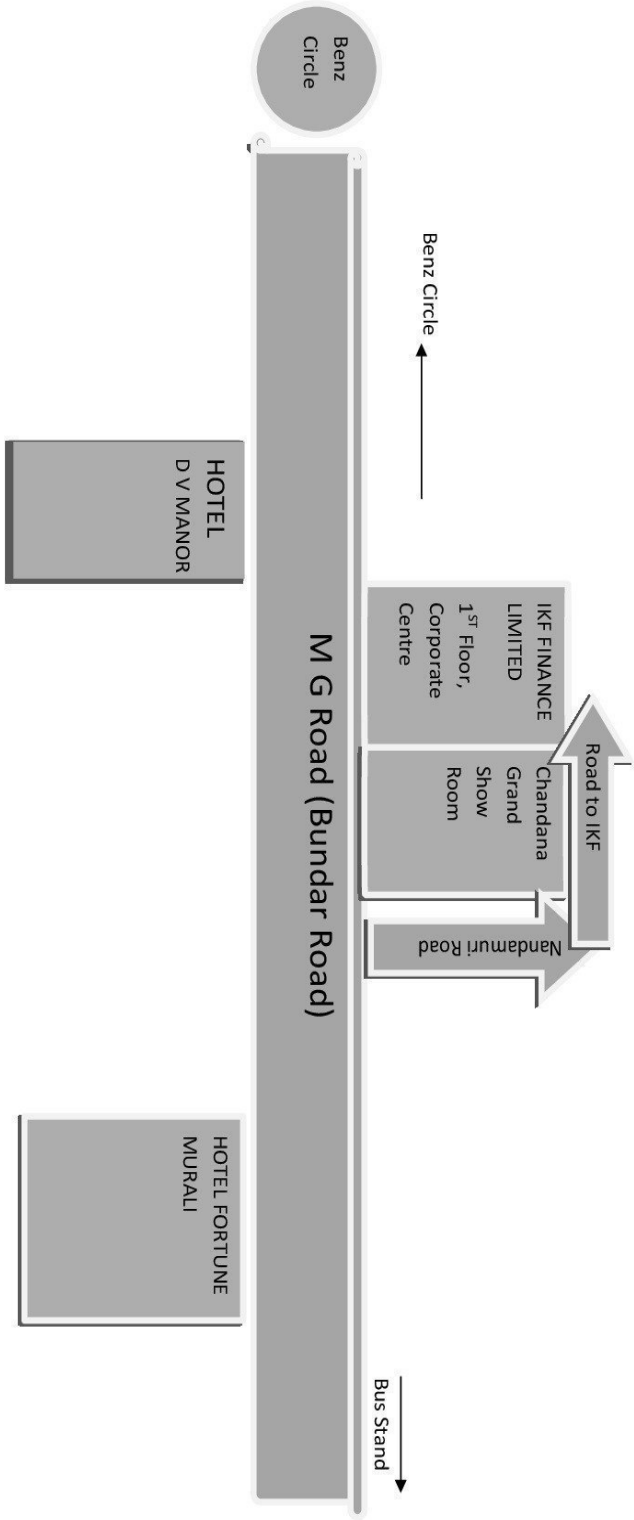 Benz
Circle
Benz Circle
IKF FINANCE
LIMITED
1ST Floor,
Corporate
Centre
Chandana
Grand
Show
Room
Road to IKF
Nandamuri Road
Bus Stand
M G Road (Bundar Road)
HOTEL
D V MANOR
HOTEL FORTUNE
MURALI